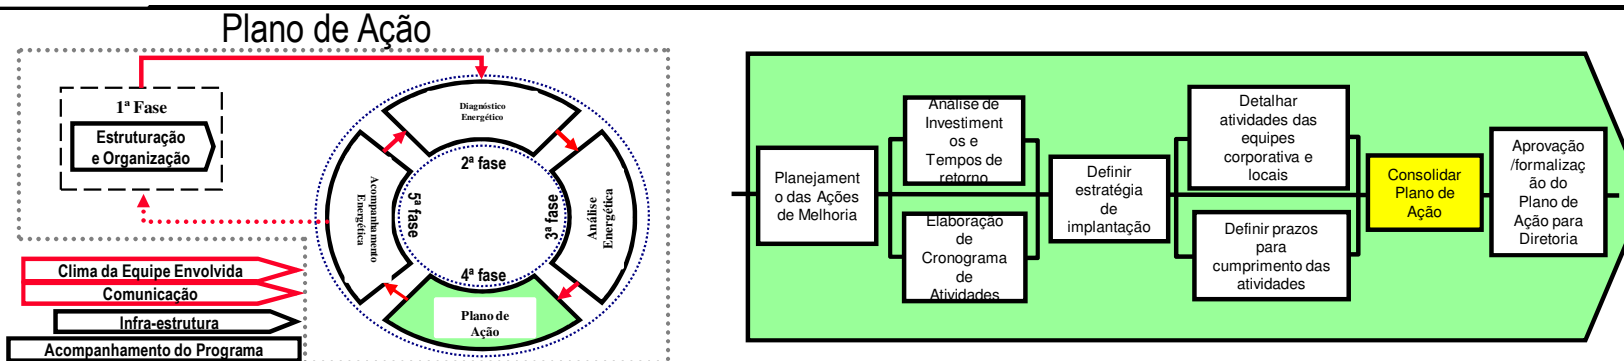 Plano de Ação
1ª Fase
Estruturação
e Organização
Diagnóstico
Energético
2ª fase
Análise
Energética
3ª fase
4ª fase
Plano de
Ação
5ª fase
Acompanhamento
Energética
Clima da Equipe Envolvida
Comunicação
Infra-estrutura
Acompanhamento do Programa
Planejament
o das Ações
de Melhoria
Análise de
Investiment
os e
Tempos de
retorno
Elaboração
de
Cronograma
de
Atividades
Definir
estratégia
de
implantação
Detalhar
atividades das
equipes
corporativa e
locais
Definir prazos
para
cumprimento das
atividades
Consolidar
Plano de
Ação
Aprovação
/formalizaç
ão do
Plano de
Ação para
Diretoria